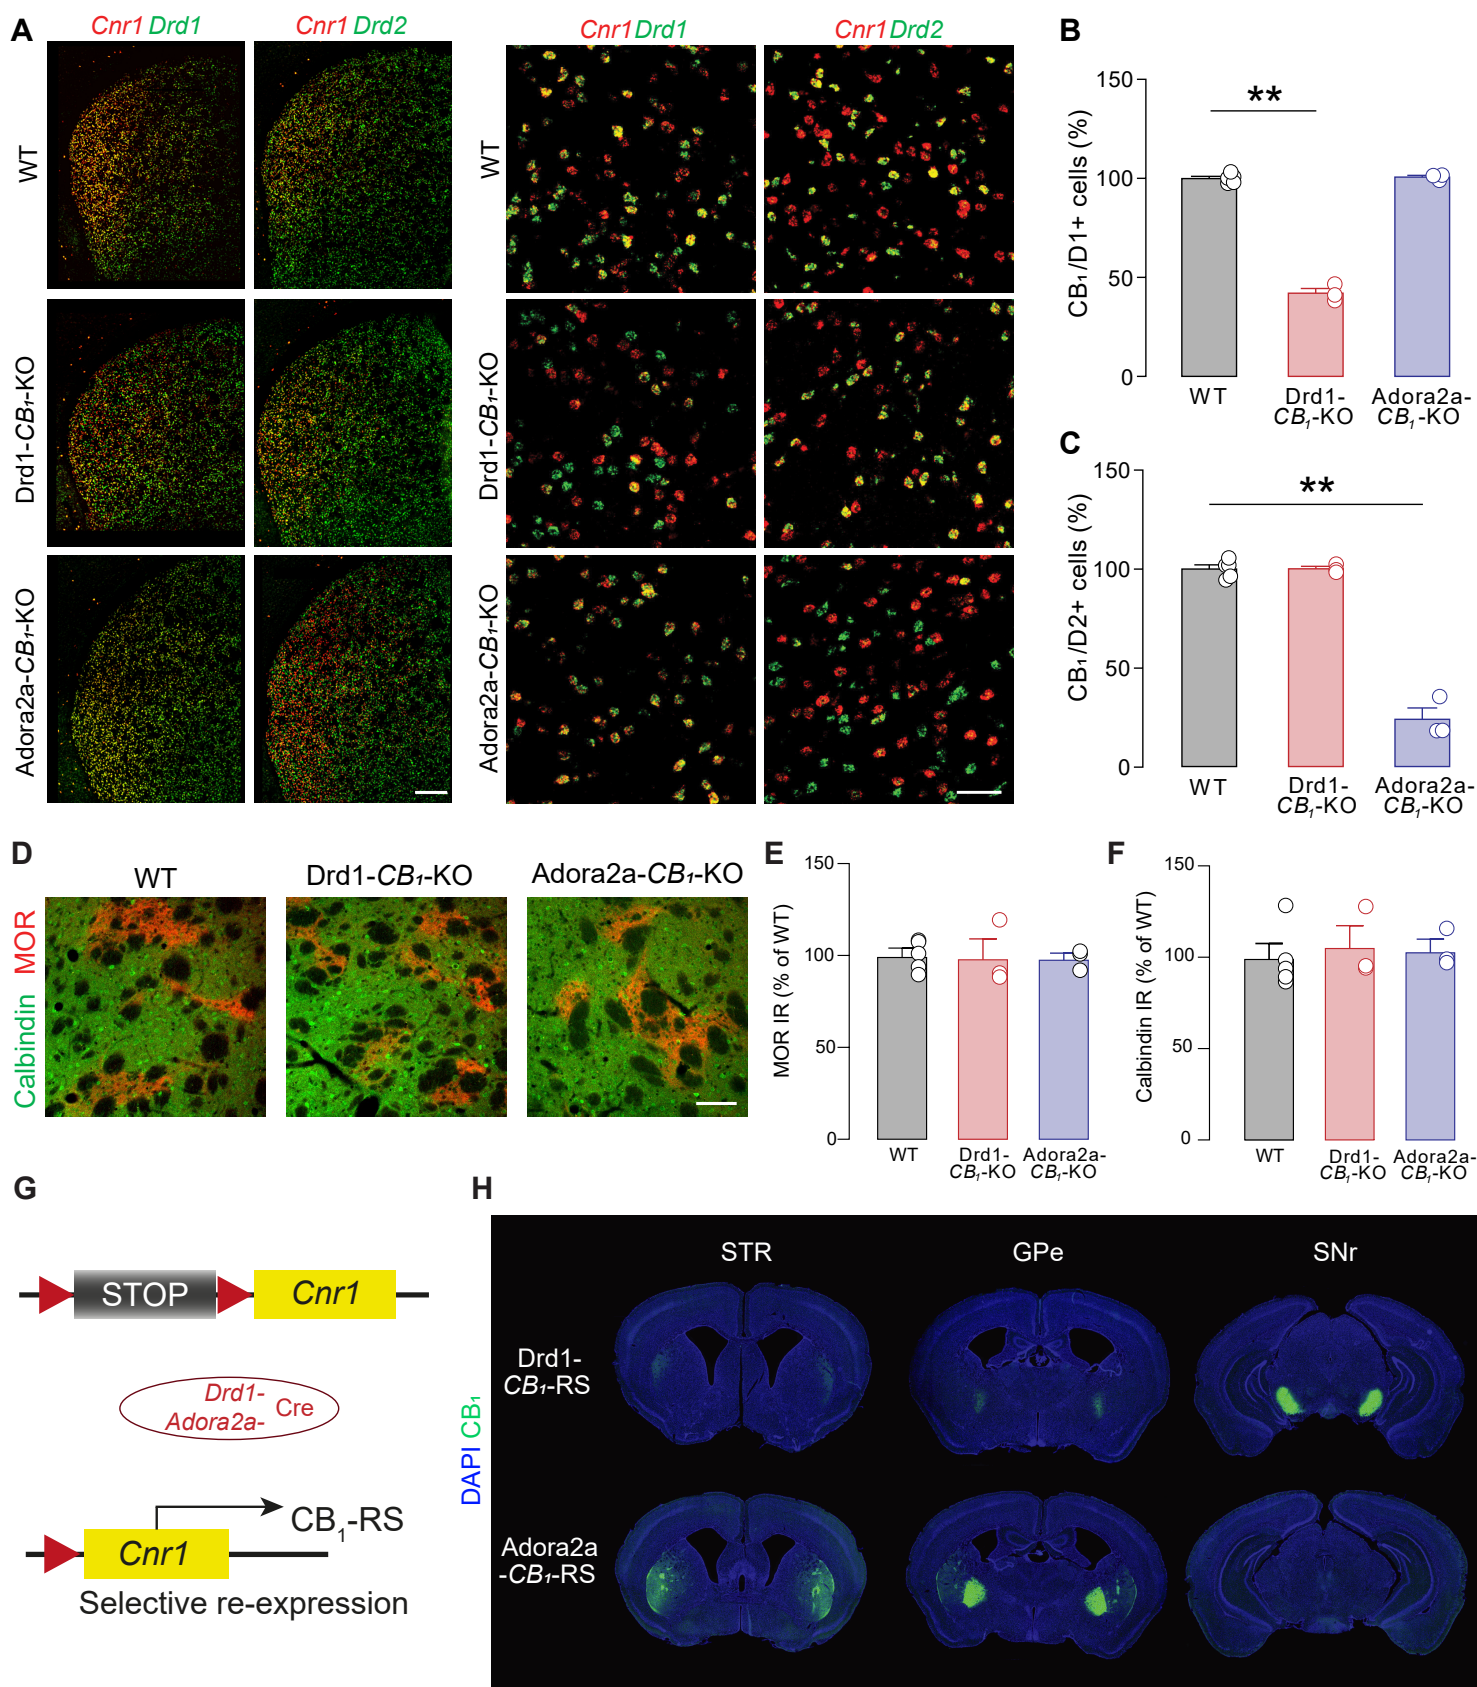 A
Cnr1 Drd1
Cnr1 Drd2
Cnr1 Drd1
Cnr1 Drd2
WT
Drd1-CB₁-KO
Adora2a-CB₁-KO
WT
Drd1-CB₁-KO
Adora2a-CB₁-KO
B
CB₁/D1+ cells (%)
150
100
50
0
**
WT
Drd1-
CB₁-KO
Adora2a-
CB₁-KO
C
CB₁/D2+ cells (%)
150
100
50
0
**
WT
Drd1-
CB₁-KO
Adora2a-
CB₁-KO
D
Calbindin MOR
WT
Drd1-CB₁-KO
Adora2a-CB₁-KO
E
MOR IR (% of WT)
150
100
50
0
WT
Drd1-
CB₁-KO
Adora2a-
CB₁-KO
F
Calbindin IR (% of WT)
150
100
50
0
WT
Drd1-
CB₁-KO
Adora2a-
CB₁-KO
G
STOP
Cnr1
Drd1-
Adora2a-
Cre
Cnr1
CB₁-RS
Selective re-expression
H
DAPI CB₁
STR
GPe
SNr
Drd1-
CB₁-RS
Adora2a
-CB₁-RS